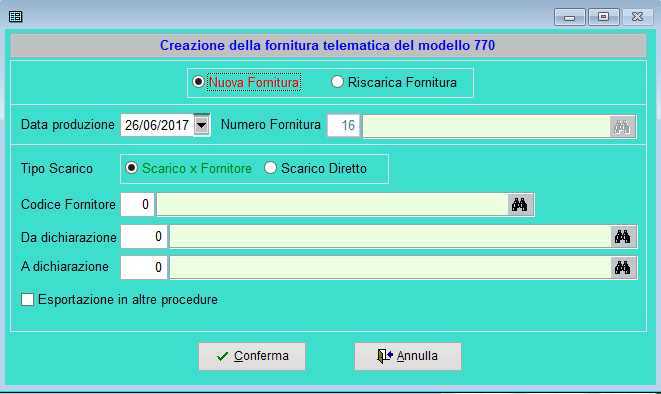 Creazione della fornitura telematica del modello 770
Nuova Fornitura Riscarica Fornitura
Data produzione 26/06/2017 Numero Fornitura 16
Tipo Scarico Scarico x Fornitore Scarico Diretto
Codice Fornitore 0
Da dichiarazione 0
A dichiarazione 0
Esportazione in altre procedure
Conferma Annulla